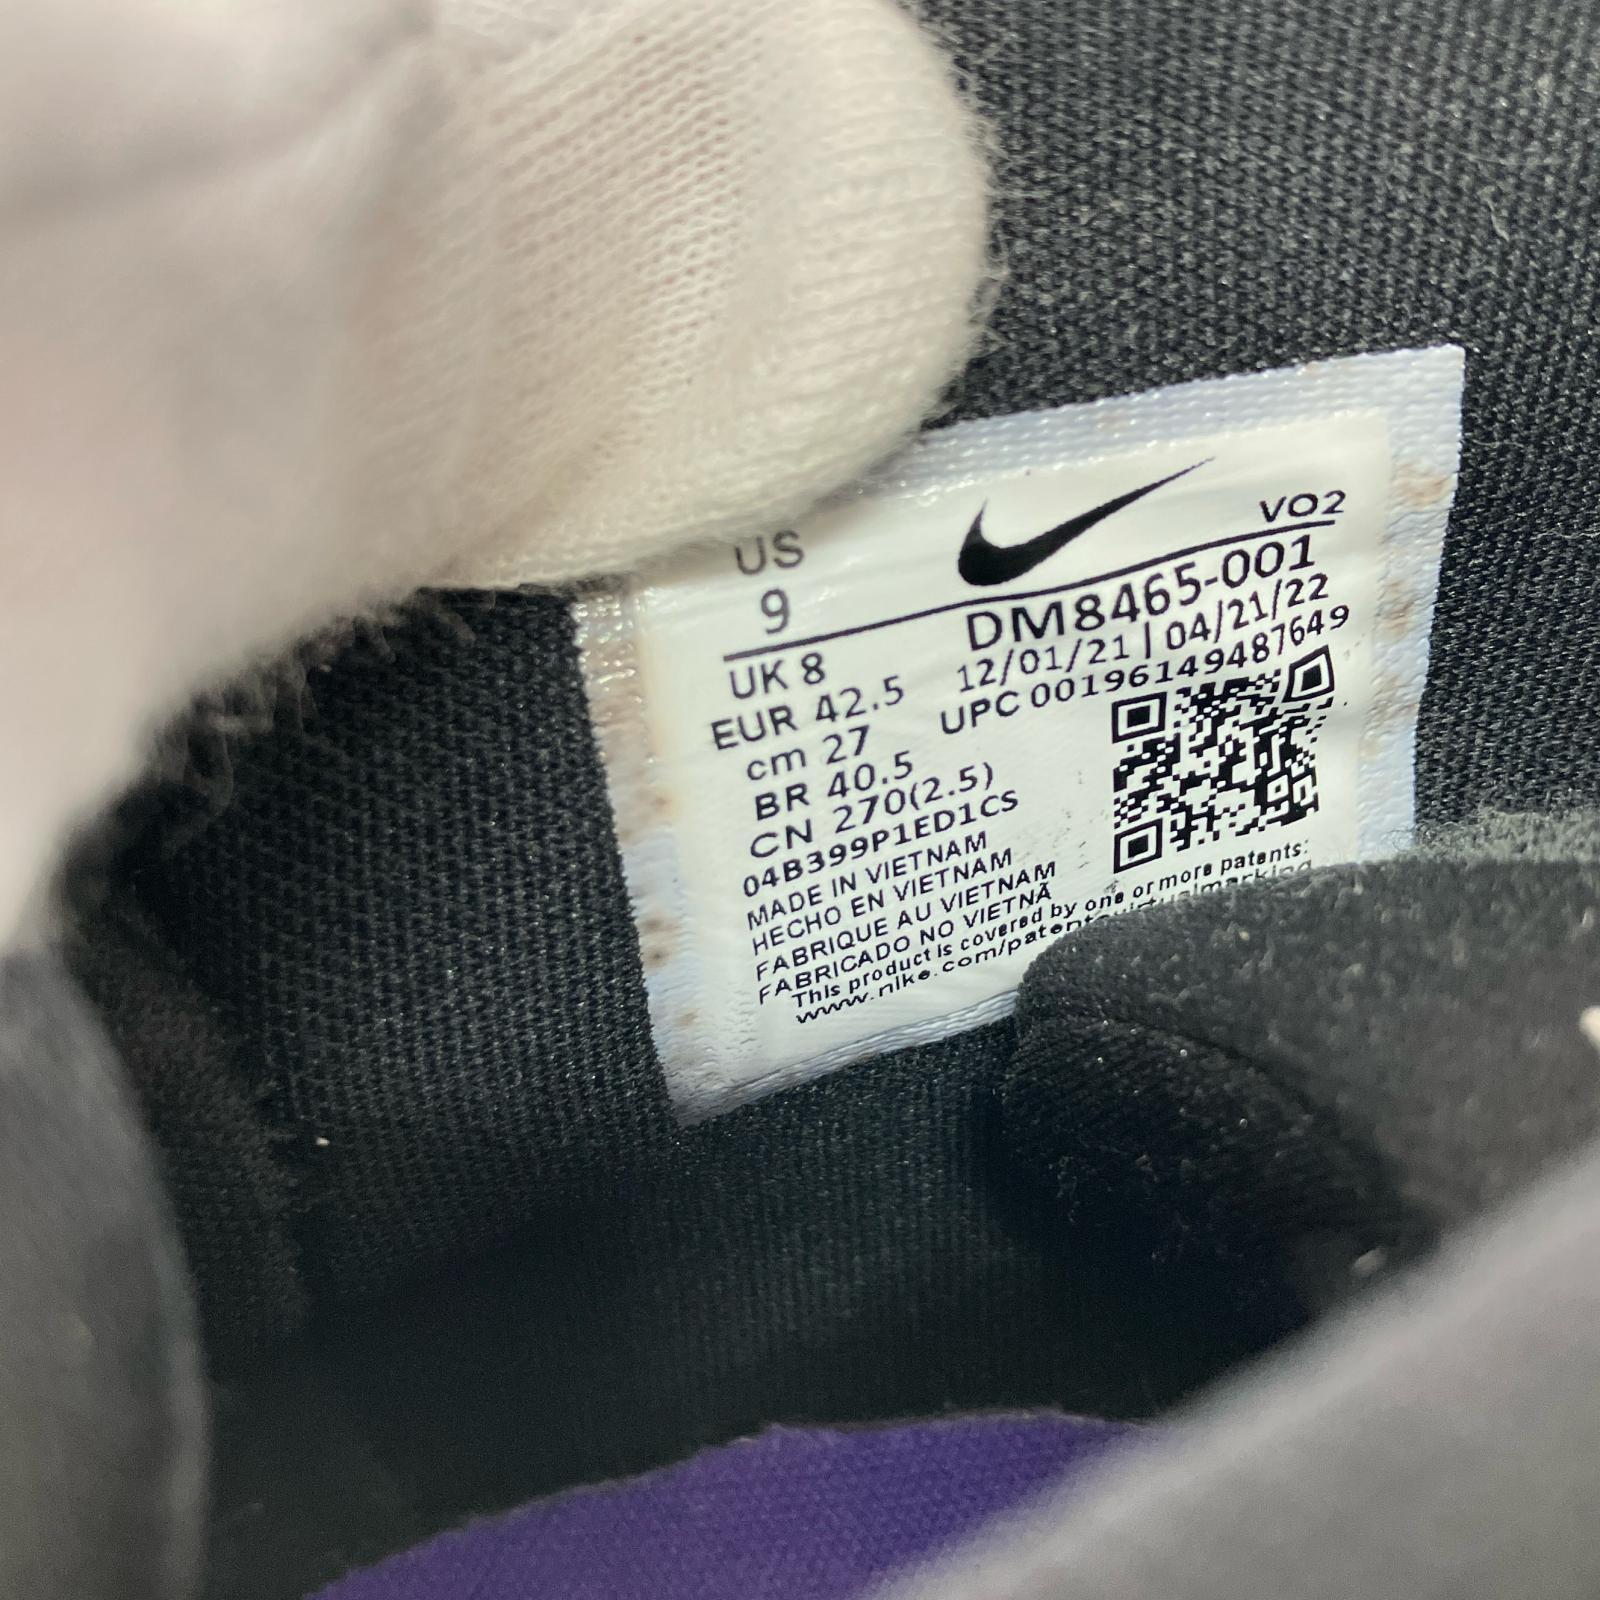 US
9
VO2
DM8465-001
12/01/21 | 04/21/22
UPC 00196149487649
UK 8
EUR 42.5
cm 27
BR 40.5
CN 270(2.5)
04B399P1ED1CS
MADE IN VIETNAM
HECHO EN VIETNAM
FABRIQUE AU VIETNAM
FABRICADO NO VIETNÃ
This product is covered by one or more patents:
www.nike.com/patents-virtualmarking